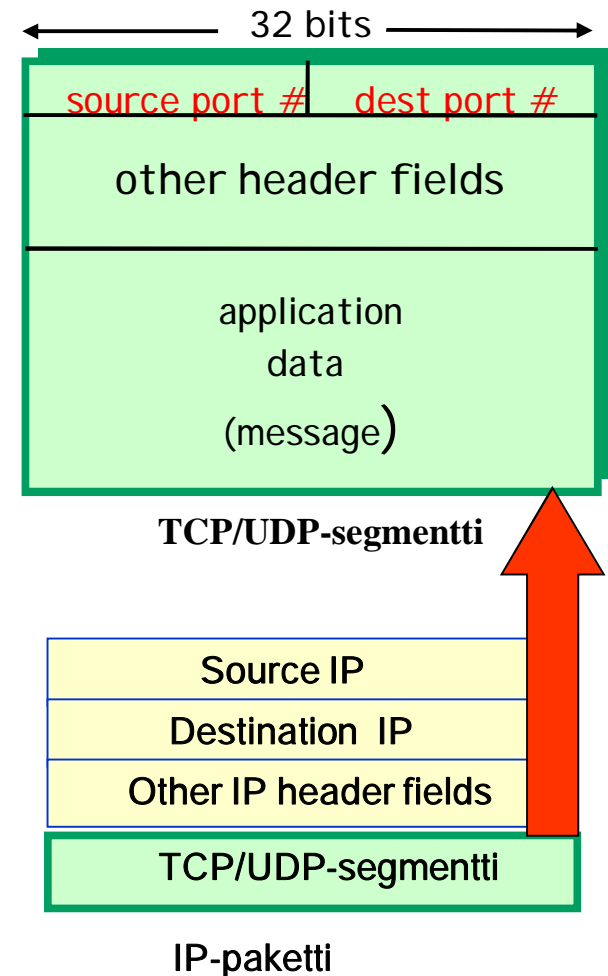 32 bits
source port # dest port #
other header fields
application
data
(message)
TCP/UDP-segmentti
Source IP
Destination IP
Other IP header fields
TCP/UDP-segmentti
IP-paketti